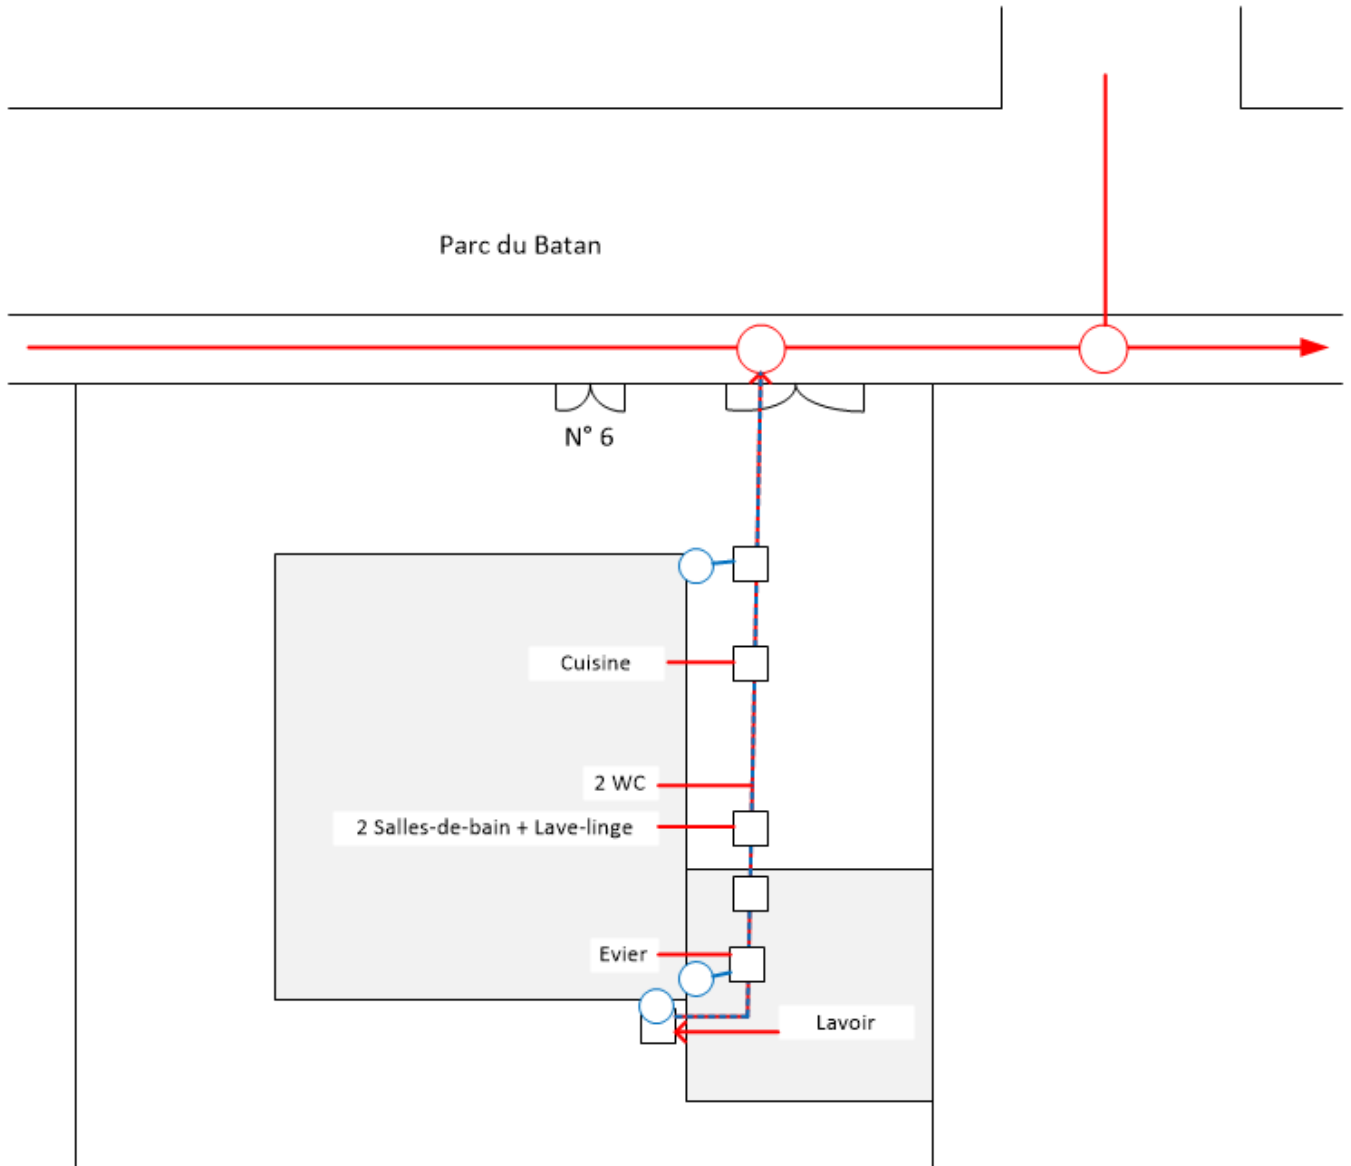 Parc du Batan
N° 6
Cuisine
2 WC
2 Salles-de-bain + Lave-linge
Evier
Lavoir